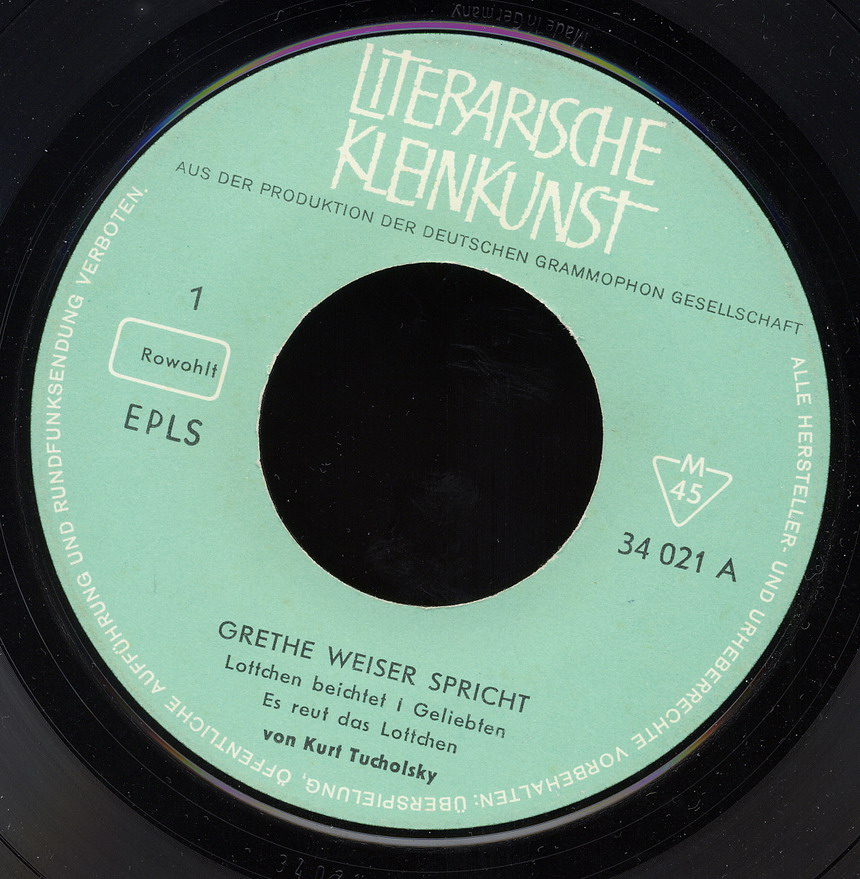 Made in Germany
LITERARISCHE
KLEINKUNST
AUS DER PRODUKTION DER DEUTSCHEN GRAMMOPHON GESELLSCHAFT
1
Rowohlt
EPLS
M
45
34 021 A
GRETHE WEISER SPRICHT
Lottchen beichtet i Geliebten
Es reut das Lottchen
von Kurt Tucholsky
ALLE HERSTELLER- UND URHEBERRECHTE VORBEHALTEN: ÜBERSPIELUNG, ÖFFENTLICHE AUFFÜHRUNG UND RUNDFUNKSENDUNG VERBOTEN.